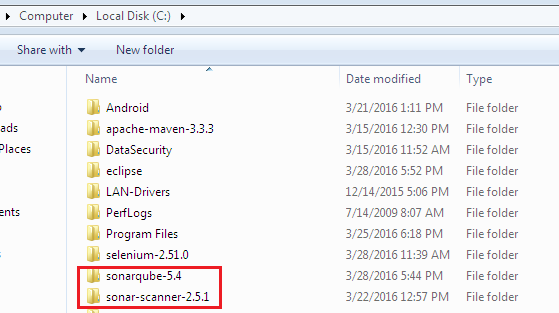 Computer ▸ Local Disk (C:) ▸
Share with ▼ New folder
Name Date modified Type
Android 3/21/2016 1:11 PM File folder
apache-maven-3.3.3 3/15/2016 12:30 PM File folder
ads DataSecurity 3/15/2016 11:52 AM File folder
Places eclipse 3/28/2016 5:52 PM File folder
LAN-Drivers 12/14/2015 5:06 PM File folder
ents PerfLogs 7/14/2009 8:07 AM File folder
Program Files 3/25/2016 6:18 PM File folder
selenium-2.51.0 3/28/2016 11:39 AM File folder
sonarqube-5.4 3/28/2016 5:44 PM File folder
sonar-scanner-2.5.1 3/22/2016 12:57 PM File folder